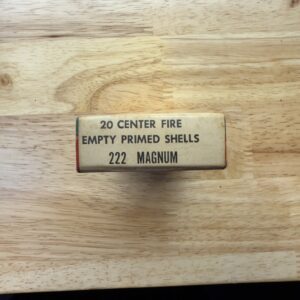 20 CENTER FIRE
EMPTY PRIMED SHELLS
222 MAGNUM